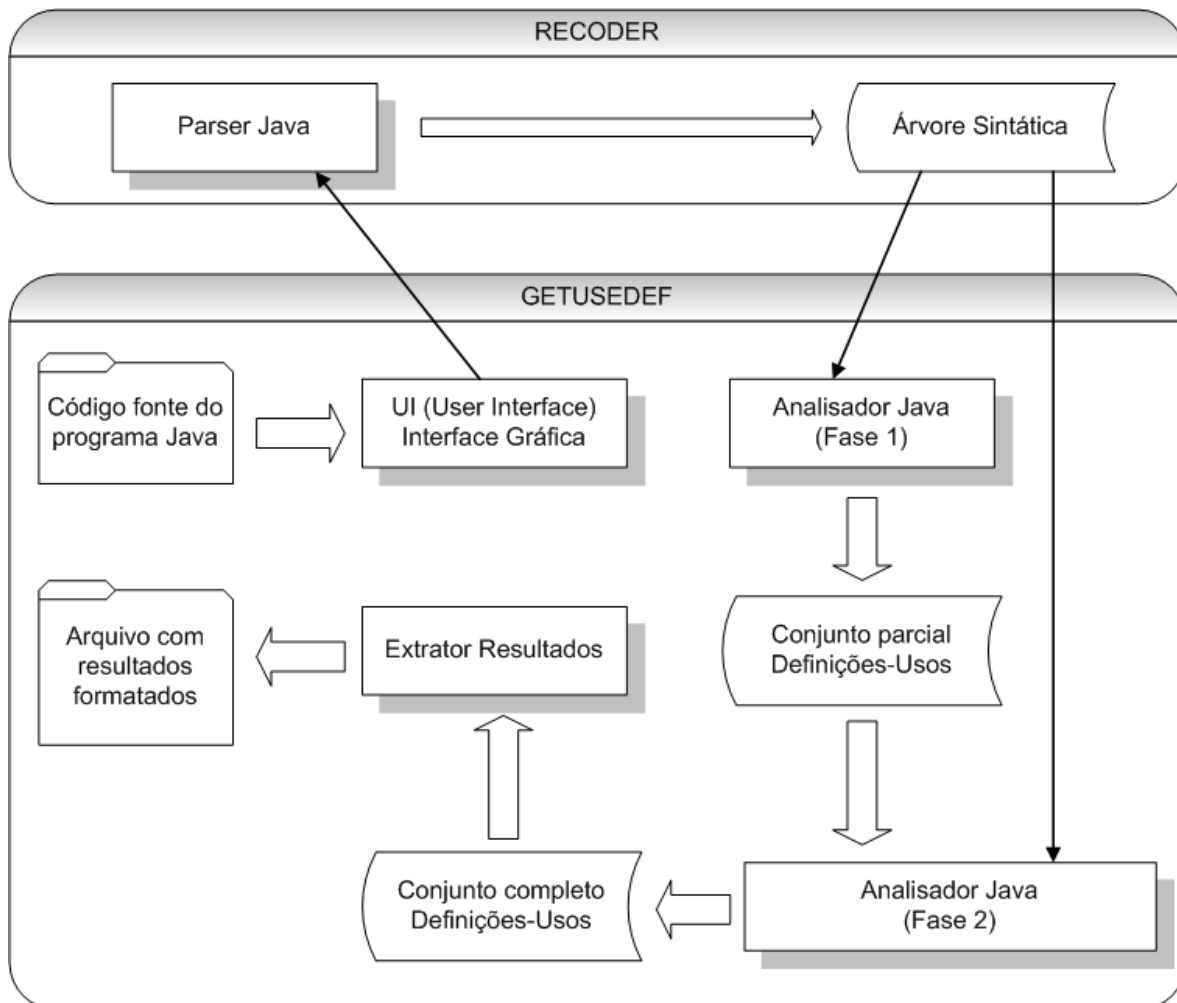 RECODER
Parser Java
Árvore Sintática
GETUSEDEF
Código fonte do
programa Java
UI (User Interface)
Interface Gráfica
Analisador Java
(Fase 1)
Arquivo com
resultados
formatados
Extrator Resultados
Conjunto parcial
Definições-Usos
Conjunto completo
Definições-Usos
Analisador Java
(Fase 2)